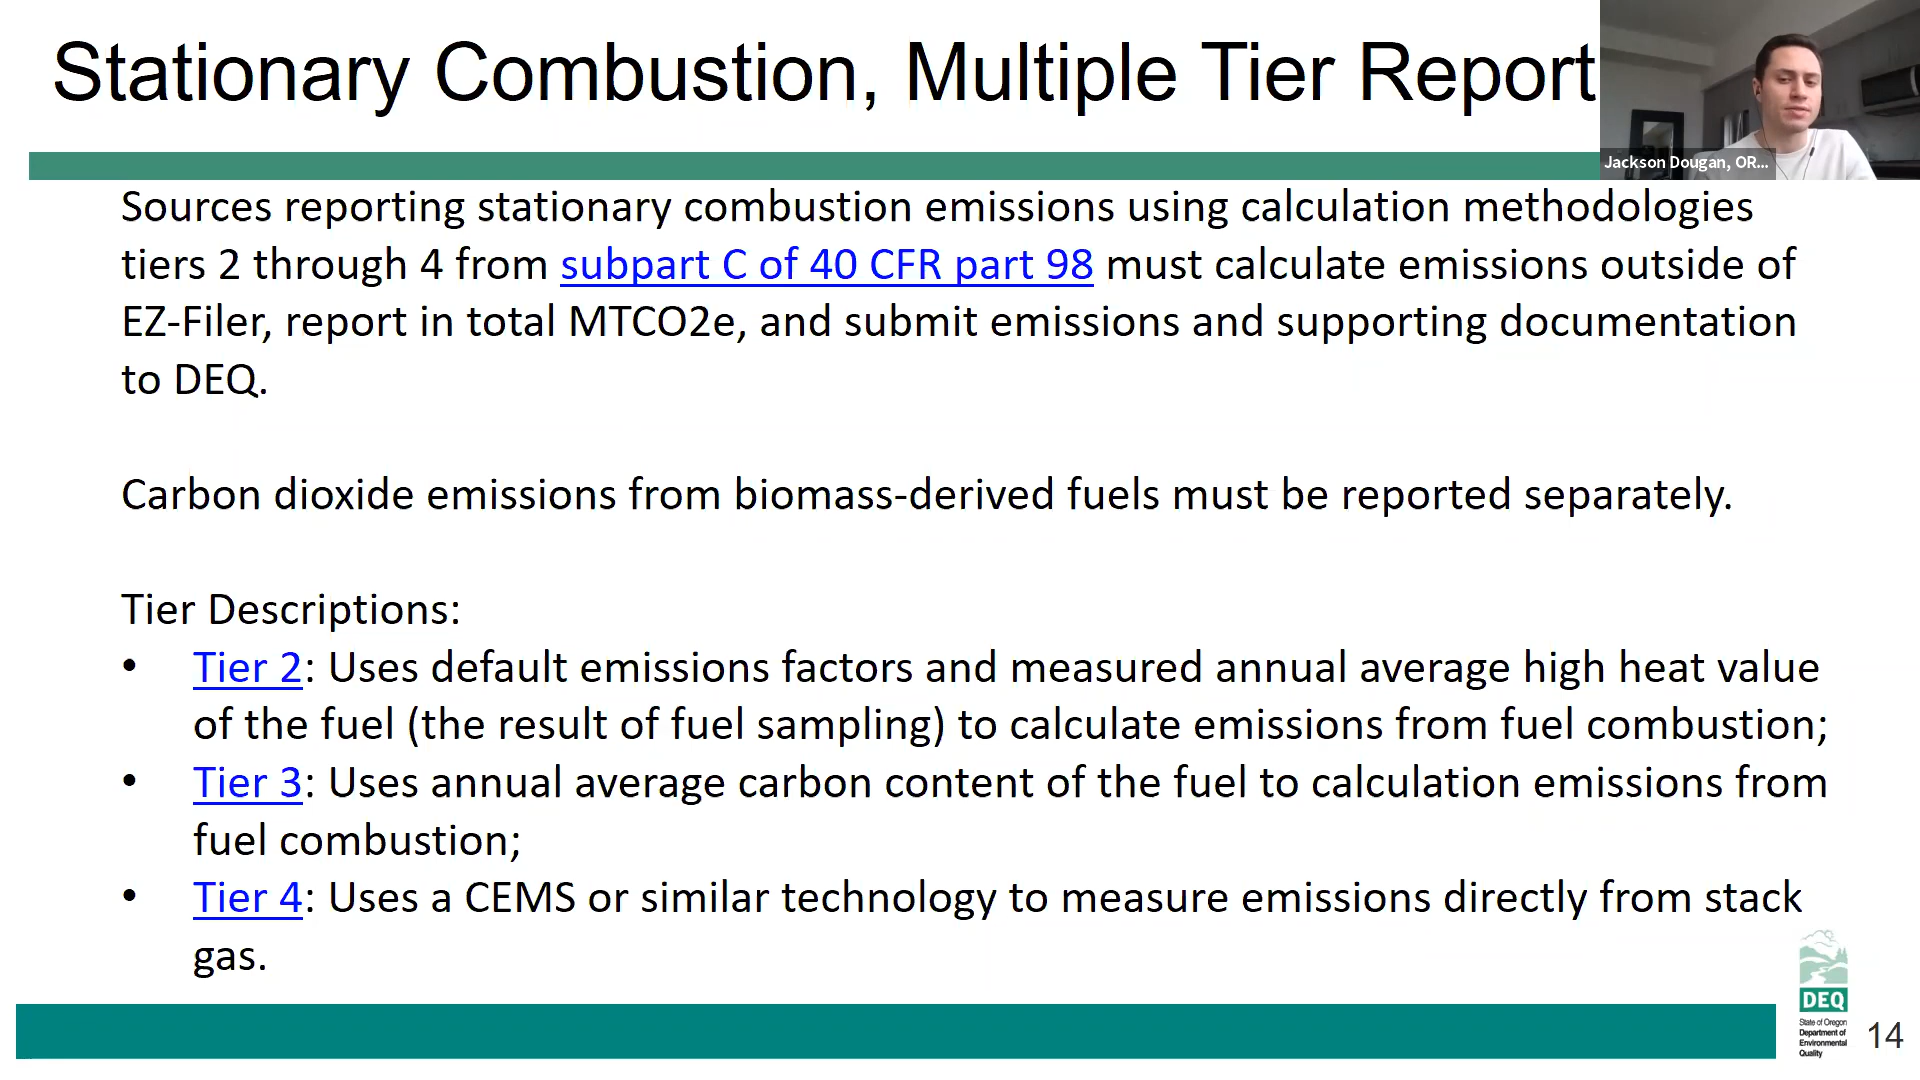 Stationary Combustion, Multiple Tier Report
Jackson Dougan, OR...
Sources reporting stationary combustion emissions using calculation methodologies
tiers 2 through 4 from subpart C of 40 CFR part 98 must calculate emissions outside of
EZ-Filer, report in total MTCO2e, and submit emissions and supporting documentation
to DEQ.
Carbon dioxide emissions from biomass-derived fuels must be reported separately.
Tier Descriptions:
• Tier 2: Uses default emissions factors and measured annual average high heat value
of the fuel (the result of fuel sampling) to calculate emissions from fuel combustion;
• Tier 3: Uses annual average carbon content of the fuel to calculation emissions from
fuel combustion;
• Tier 4: Uses a CEMS or similar technology to measure emissions directly from stack
gas.
DEQ
State of Oregon
Department of
Environmental
Quality
14